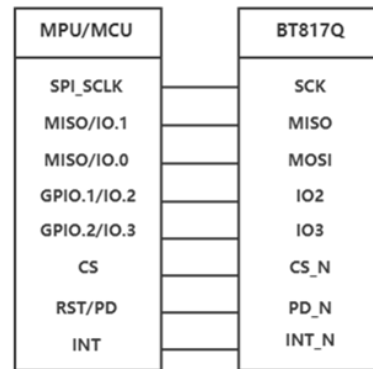 MPU/MCU BT817Q
SPI_SCLK SCK
MISO/IO.1 MISO
MISO/IO.0 MOSI
GPIO.1/IO.2 IO2
GPIO.2/IO.3 IO3
CS CS_N
RST/PD PD_N
INT INT_N